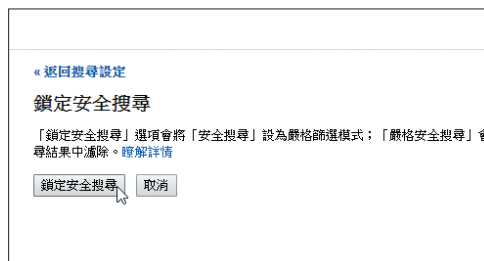 « 返回搜尋設定
鎖定安全搜尋
「鎖定安全搜尋」選項會將「安全搜尋」設為嚴格篩選模式；「嚴格安全搜尋」會
尋結果中濾除。瞭解詳情
鎖定安全搜尋 取消